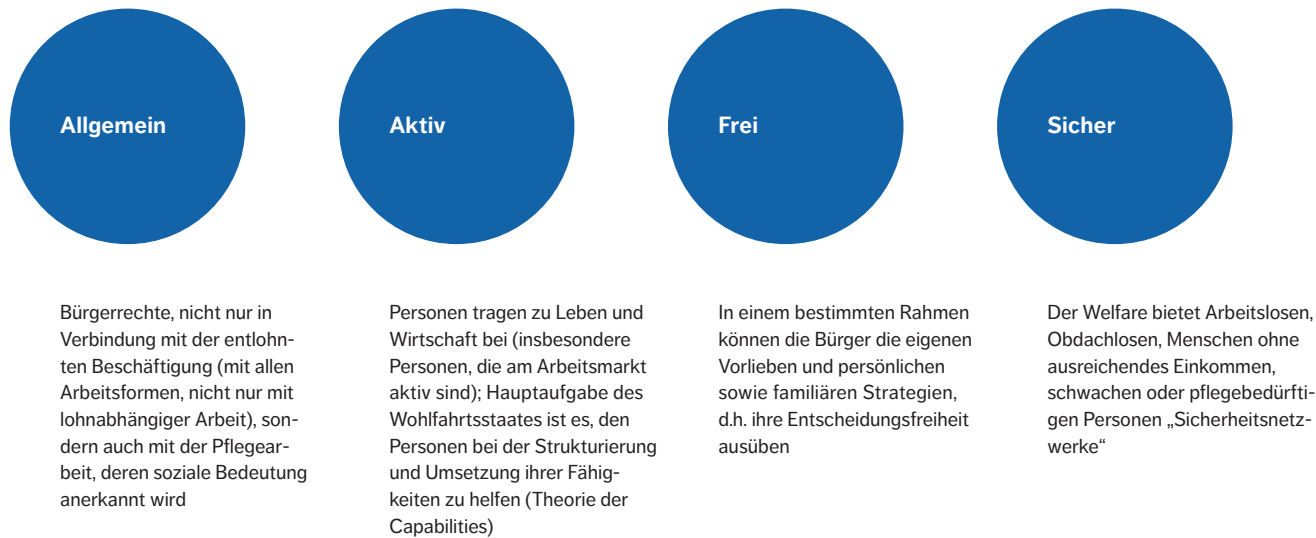 Allgemein
Bürgerrechte, nicht nur in
Verbindung mit der entlohn-
ten Beschäftigung (mit allen
Arbeitsformen, nicht nur mit
lohnabhängiger Arbeit), son-
dern auch mit der Pflegear-
beit, deren soziale Bedeutung
anerkannt wird
Aktiv
Personen tragen zu Leben und
Wirtschaft bei (insbesondere
Personen, die am Arbeitsmarkt
aktiv sind); Hauptaufgabe des
Wohlfahrtsstaates ist es, den
Personen bei der Strukturierung
und Umsetzung ihrer Fähig-
keiten zu helfen (Theorie der
Capabilities)
Frei
In einem bestimmten Rahmen
können die Bürger die eigenen
Vorlieben und persönlichen
sowie familiären Strategien,
d.h. ihre Entscheidungsfreiheit
ausüben
Sicher
Der Welfare bietet Arbeitslosen,
Obdachlosen, Menschen ohne
ausreichendes Einkommen,
schwachen oder pflegebedürfti-
gen Personen „Sicherheitsnetz-
werke“